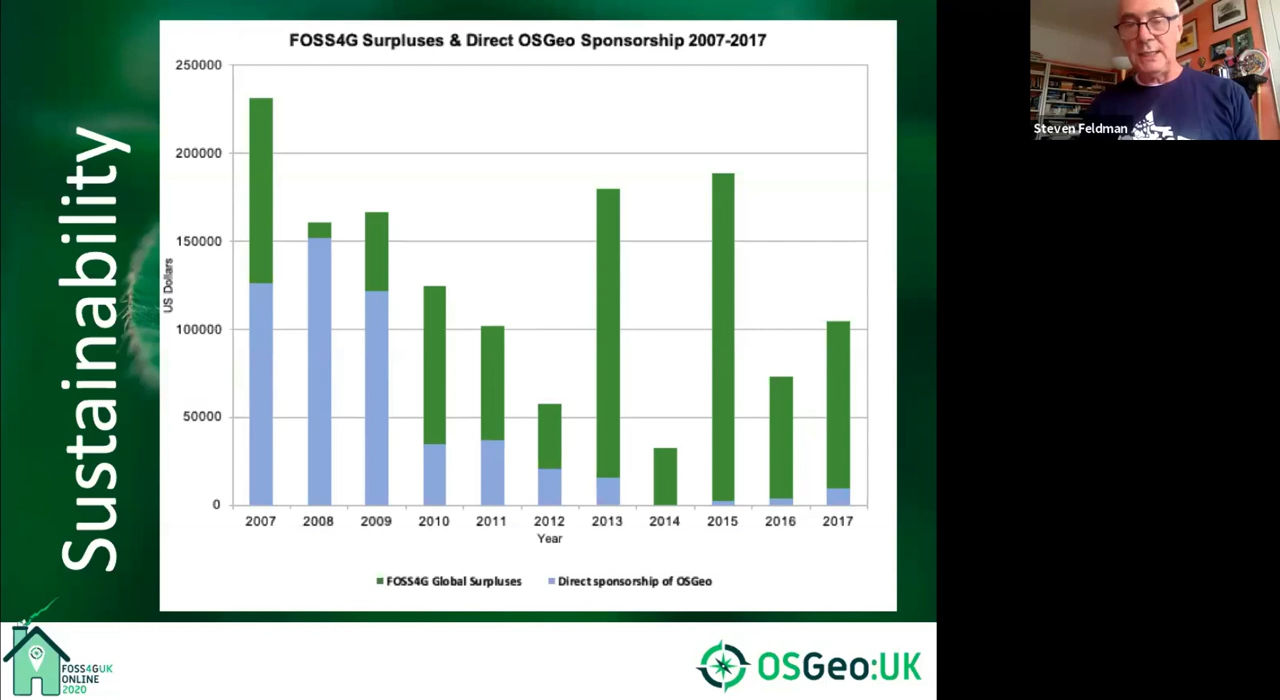 Sustainability
FOSS4G Surpluses & Direct OSGeo Sponsorship 2007-2017
250000
200000
150000
100000
50000
0
US Dollars
2007 2008 2009 2010 2011 2012 2013 2014 2015 2016 2017
Year
FOSS4G Global Surpluses Direct sponsorship of OSGeo
Steven Feldman
FOSS4GUK
ONLINE
2020
OSGeo:UK